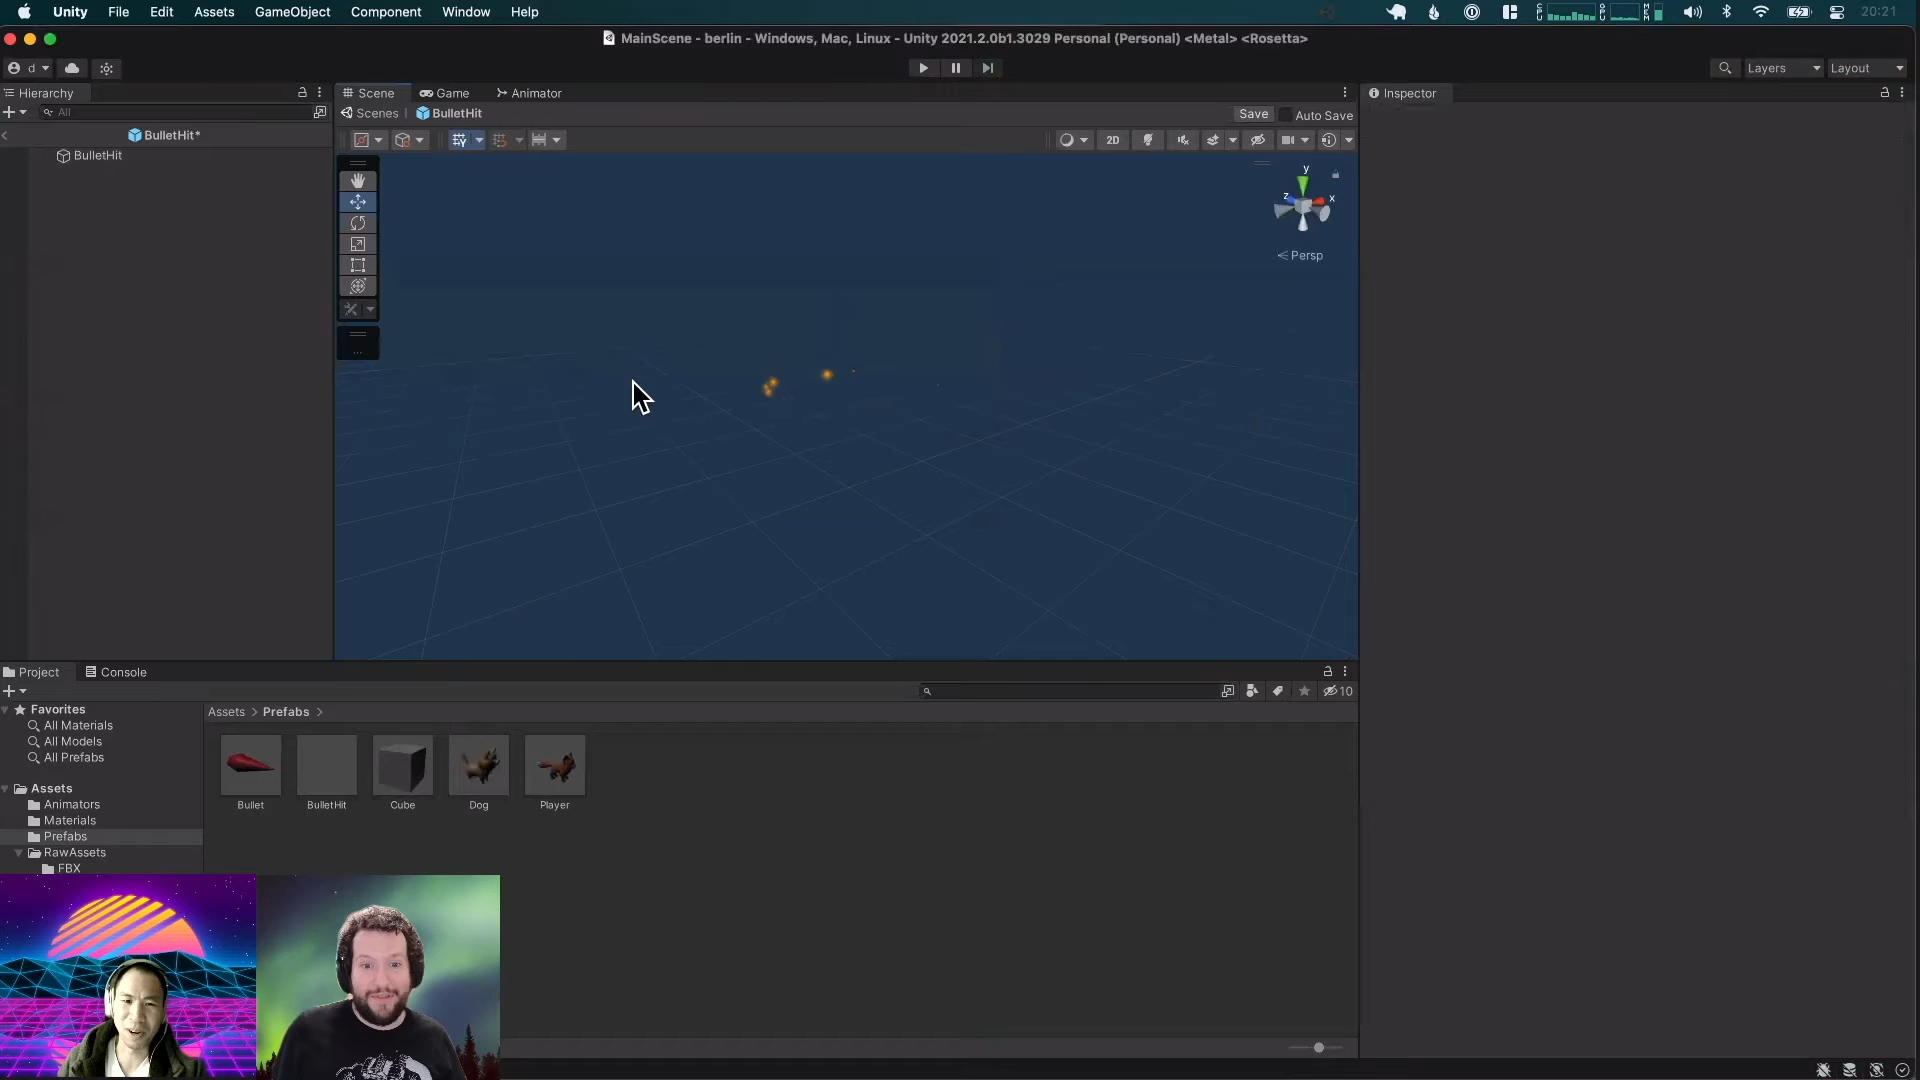 Unity File Edit Assets GameObject Component Window Help 20:21
MainScene - berlin - Windows, Mac, Linux - Unity 2021.2.0b1.3029 Personal (Personal) <Metal> <Rosetta>
d Layers Layout
Hierarchy Scene Game Animator Inspector
All Scenes BulletHit Save Auto Save
BulletHit*
2D
BulletHit
y
z x
Persp
Project Console
10
Favorites Assets > Prefabs >
All Materials
All Models
All Prefabs
Assets
Animators Bullet BulletHit Cube Dog Player
Materials
Prefabs
RawAssets
FBX